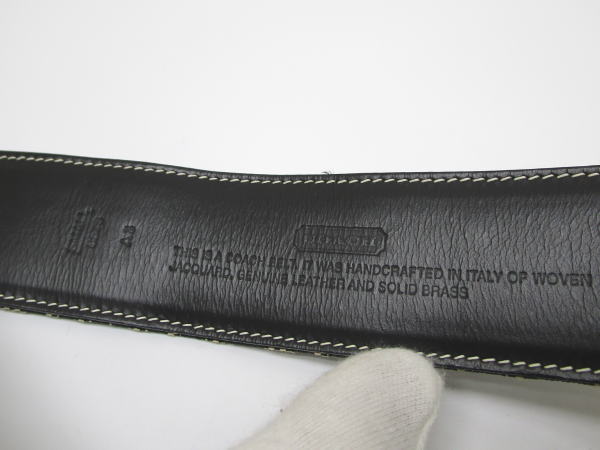 COACH
THIS IS A COACH BELT. IT WAS HANDCRAFTED IN ITALY OF WOVEN
JACQUARD, GENUINE LEATHER AND SOLID BRASS